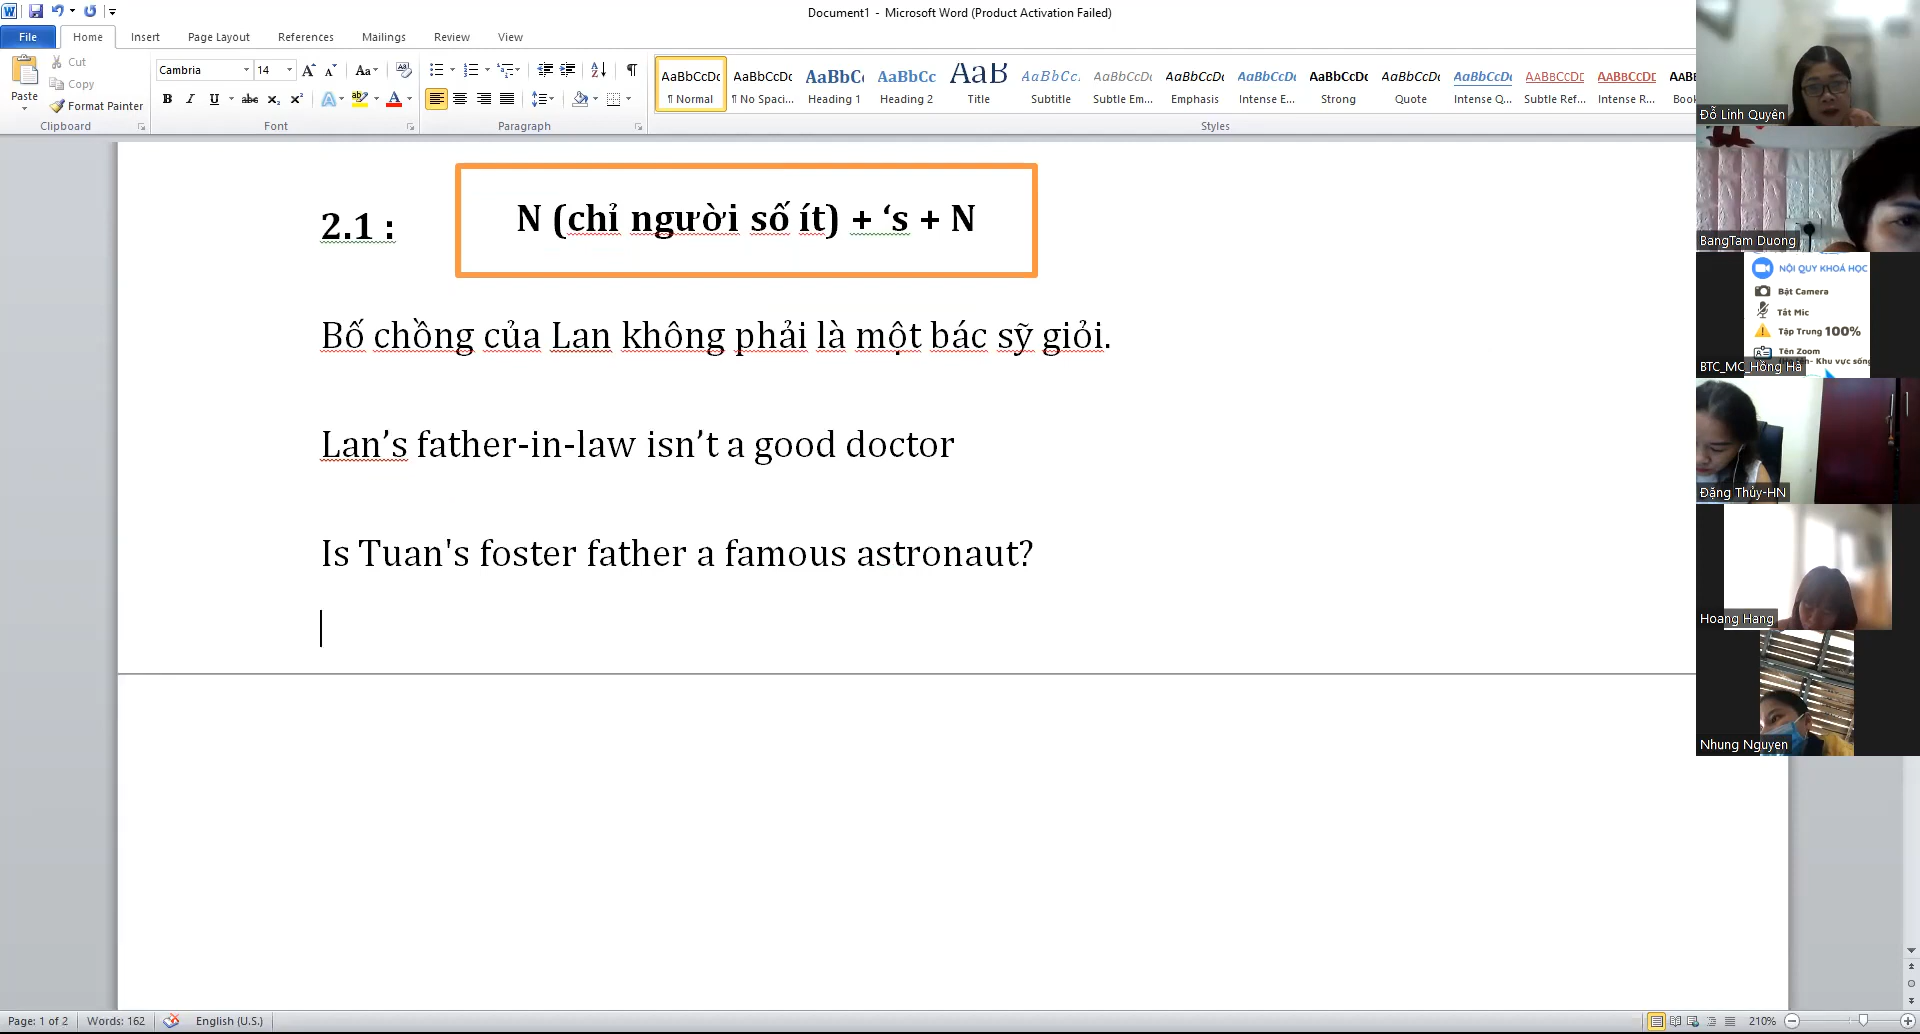 Document1 - Microsoft Word (Product Activation Failed)
File Home Insert Page Layout References Mailings Review View
Paste
Cut
Copy
Format Painter
Clipboard
Cambria 14
Font
Paragraph
AaBbCcDc AaBbCcDc AaBbC AaBbCc AaB AaBbCc. AaBbCcDc AaBbCcDc AaBbCcDc AaBbCcDc AaBbCcDc AaBbCcDc AABBCCDC AABBCCDC AABB
¶ Normal ¶ No Spaci... Heading 1 Heading 2 Title Subtitle Subtle Em... Emphasis Intense E... Strong Quote Intense Q... Subtle Ref... Intense R... Book
Styles
2.1 :
N (chỉ người số ít) + ‘s + N
Bố chồng của Lan không phải là một bác sỹ giỏi.
Lan’s father-in-law isn’t a good doctor
Is Tuan's foster father a famous astronaut?
Đỗ Linh Quyên
BangTam Duong
NỘI QUY KHOÁ HỌC
Bật Camera
Tắt Mic
Tập Trung 100%
Tên Zoom
Khu vực sống
BTC_MC_Hồng Hà
Đặng Thủy-HN
Hoang Hang
Nhung Nguyen
Page: 1 of 2 Words: 162 English (U.S.) 210%